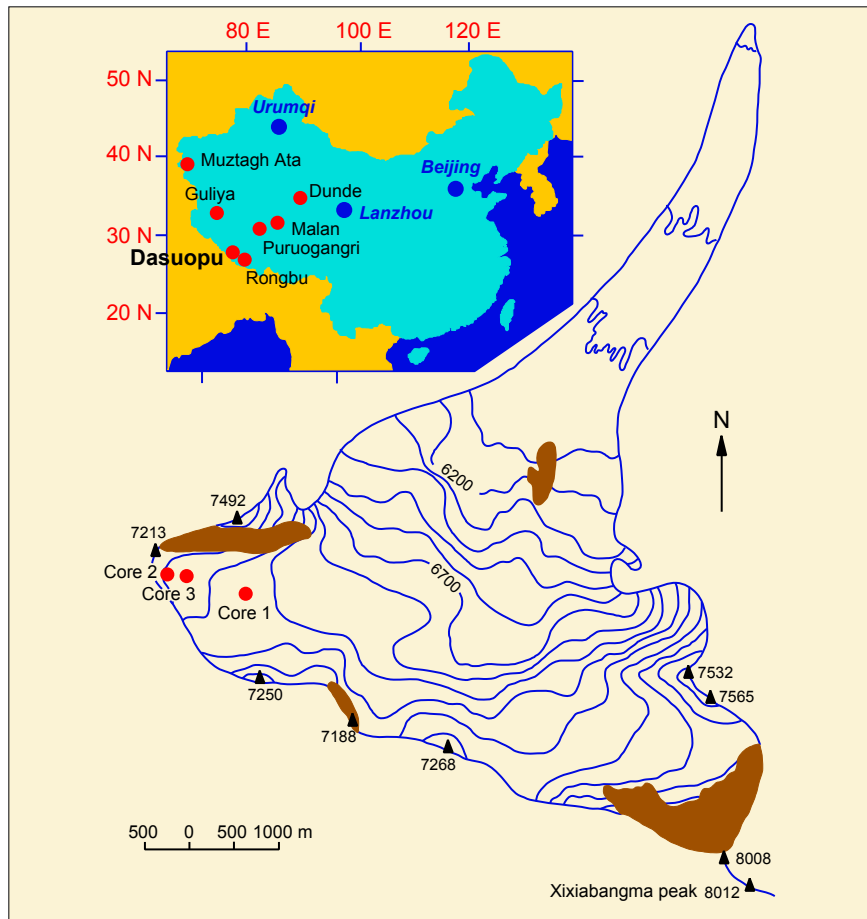 80 E
100 E
120 E
50 N
40 N
30 N
20 N
Urumqi
Muztagh Ata
Beijing
Guliya
Dunde
Lanzhou
Malan
Puruogangri
Dasuopu
Rongbu
N
6200
7492
7213
Core 2
Core 3
Core 1
6700
7532
7565
7250
7188
7268
500 0 500 1000 m
8008
Xixiabangma peak 8012